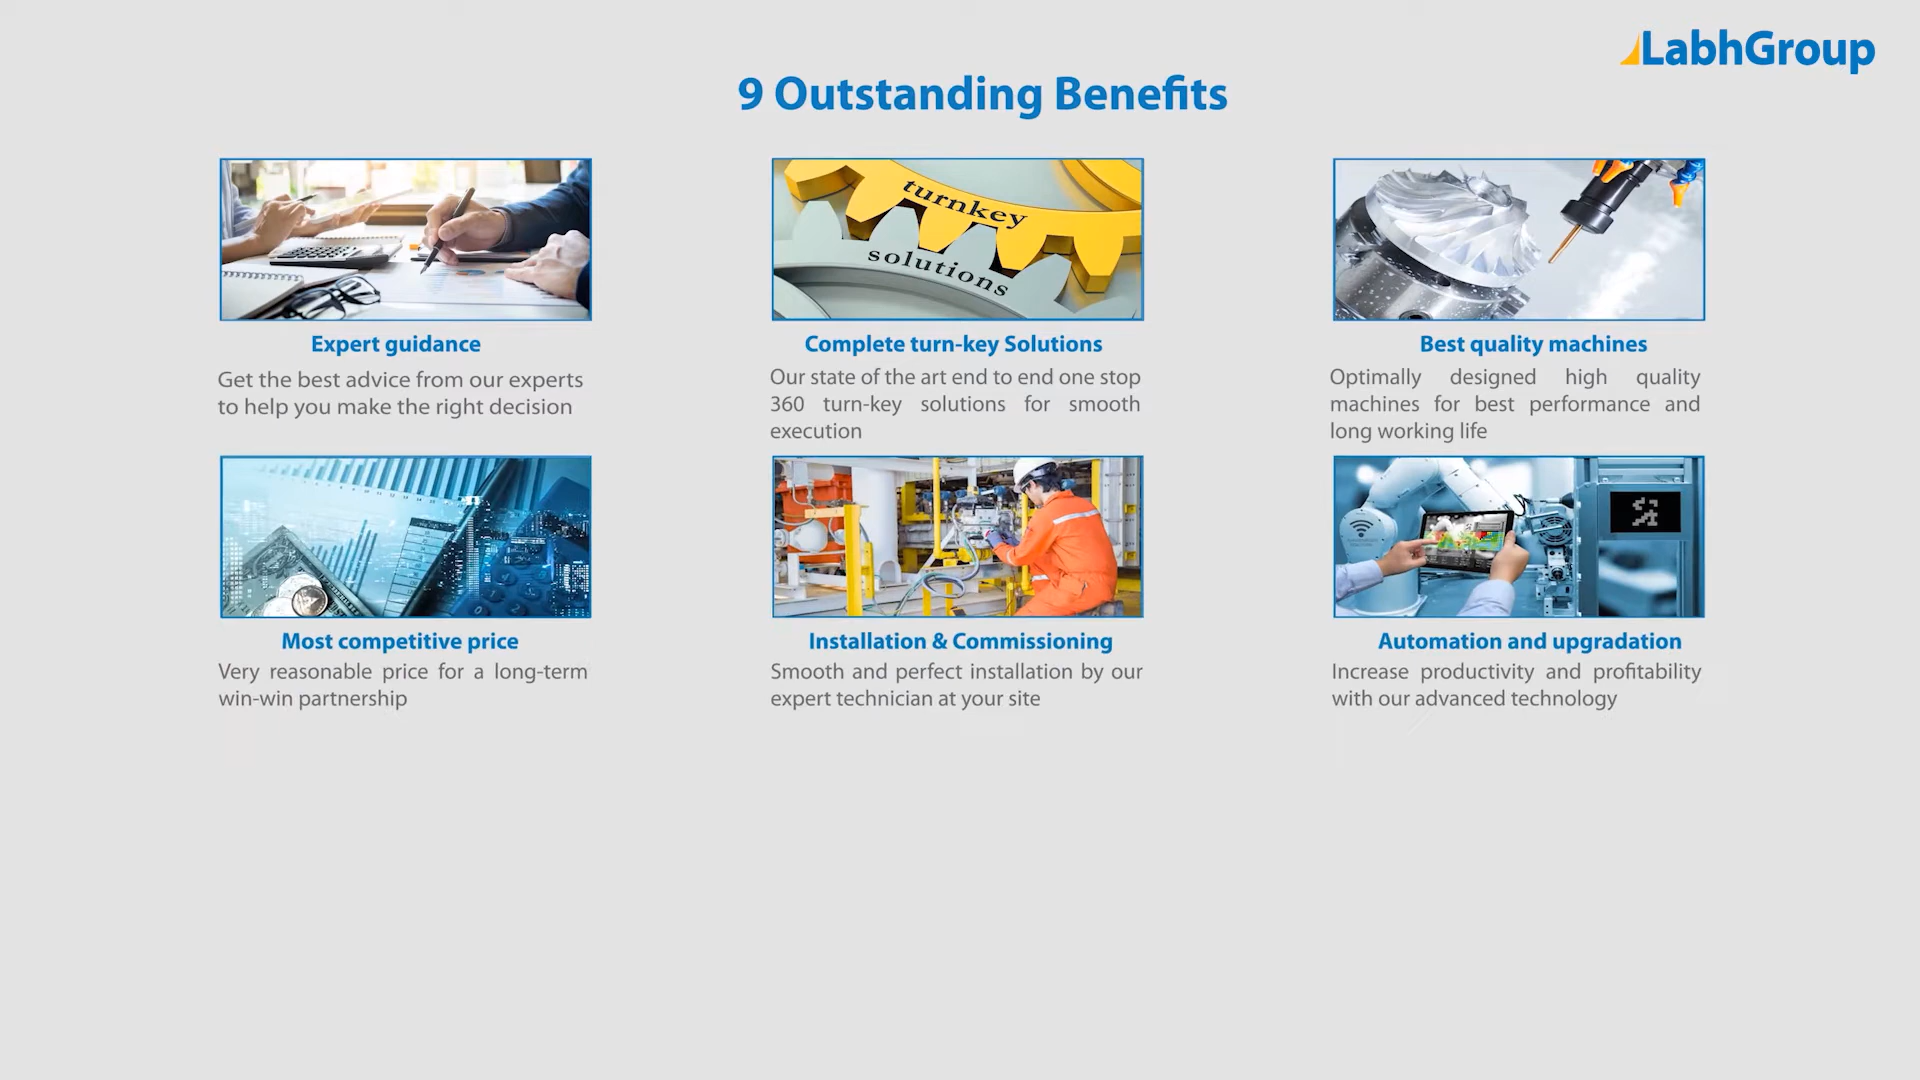 LabhGroup
9 Outstanding Benefits
turnkey
solutions
Expert guidance
Get the best advice from our experts
to help you make the right decision
Complete turn-key Solutions
Our state of the art end to end one stop
360 turn-key solutions for smooth
execution
Best quality machines
Optimally designed high quality
machines for best performance and
long working life
Most competitive price
Very reasonable price for a long-term
win-win partnership
Installation & Commissioning
Smooth and perfect installation by our
expert technician at your site
Automation and upgradation
Increase productivity and profitability
with our advanced technology